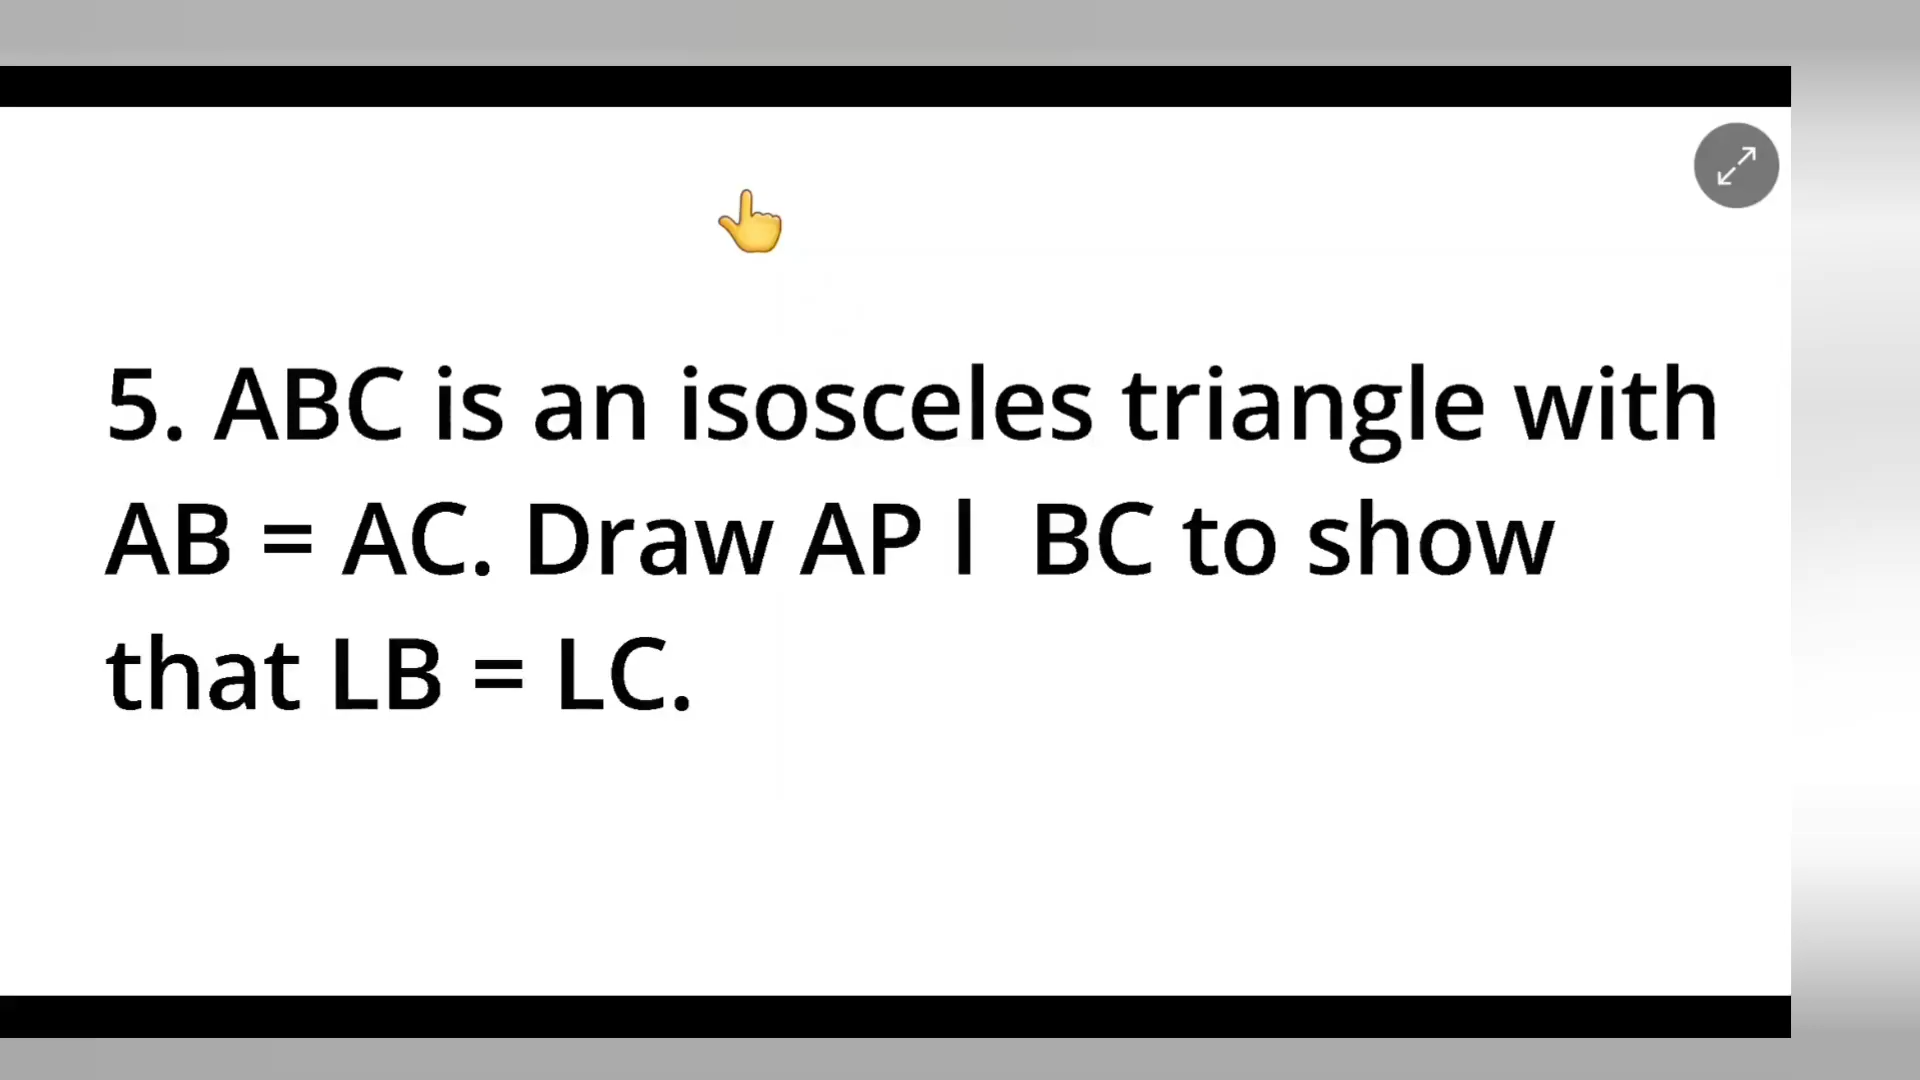 5. ABC is an isosceles triangle with
AB = AC. Draw AP l  BC to show
that LB = LC.